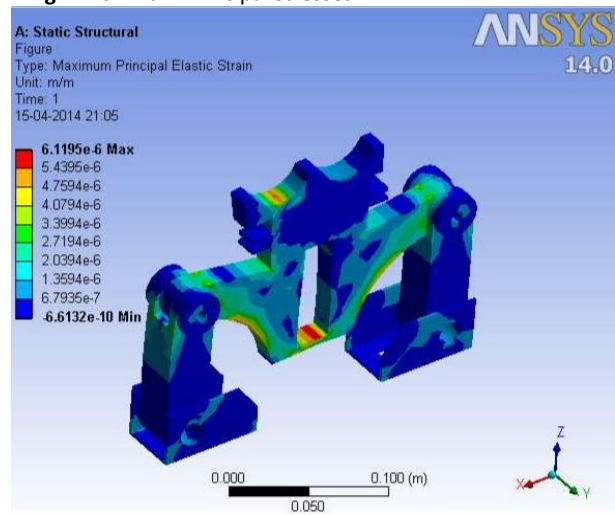 ANSYS
14.0
A: Static Structural
Figure
Type: Maximum Principal Elastic Strain
Unit: m/m
Time: 1
15-04-2014 21:05
6.1195e-6 Max
5.4395e-6
4.7594e-6
4.0794e-6
3.3994e-6
2.7194e-6
2.0394e-6
1.3594e-6
6.7935e-7
-6.6132e-10 Min
0.000 0.100 (m)
0.050
Z
X Y